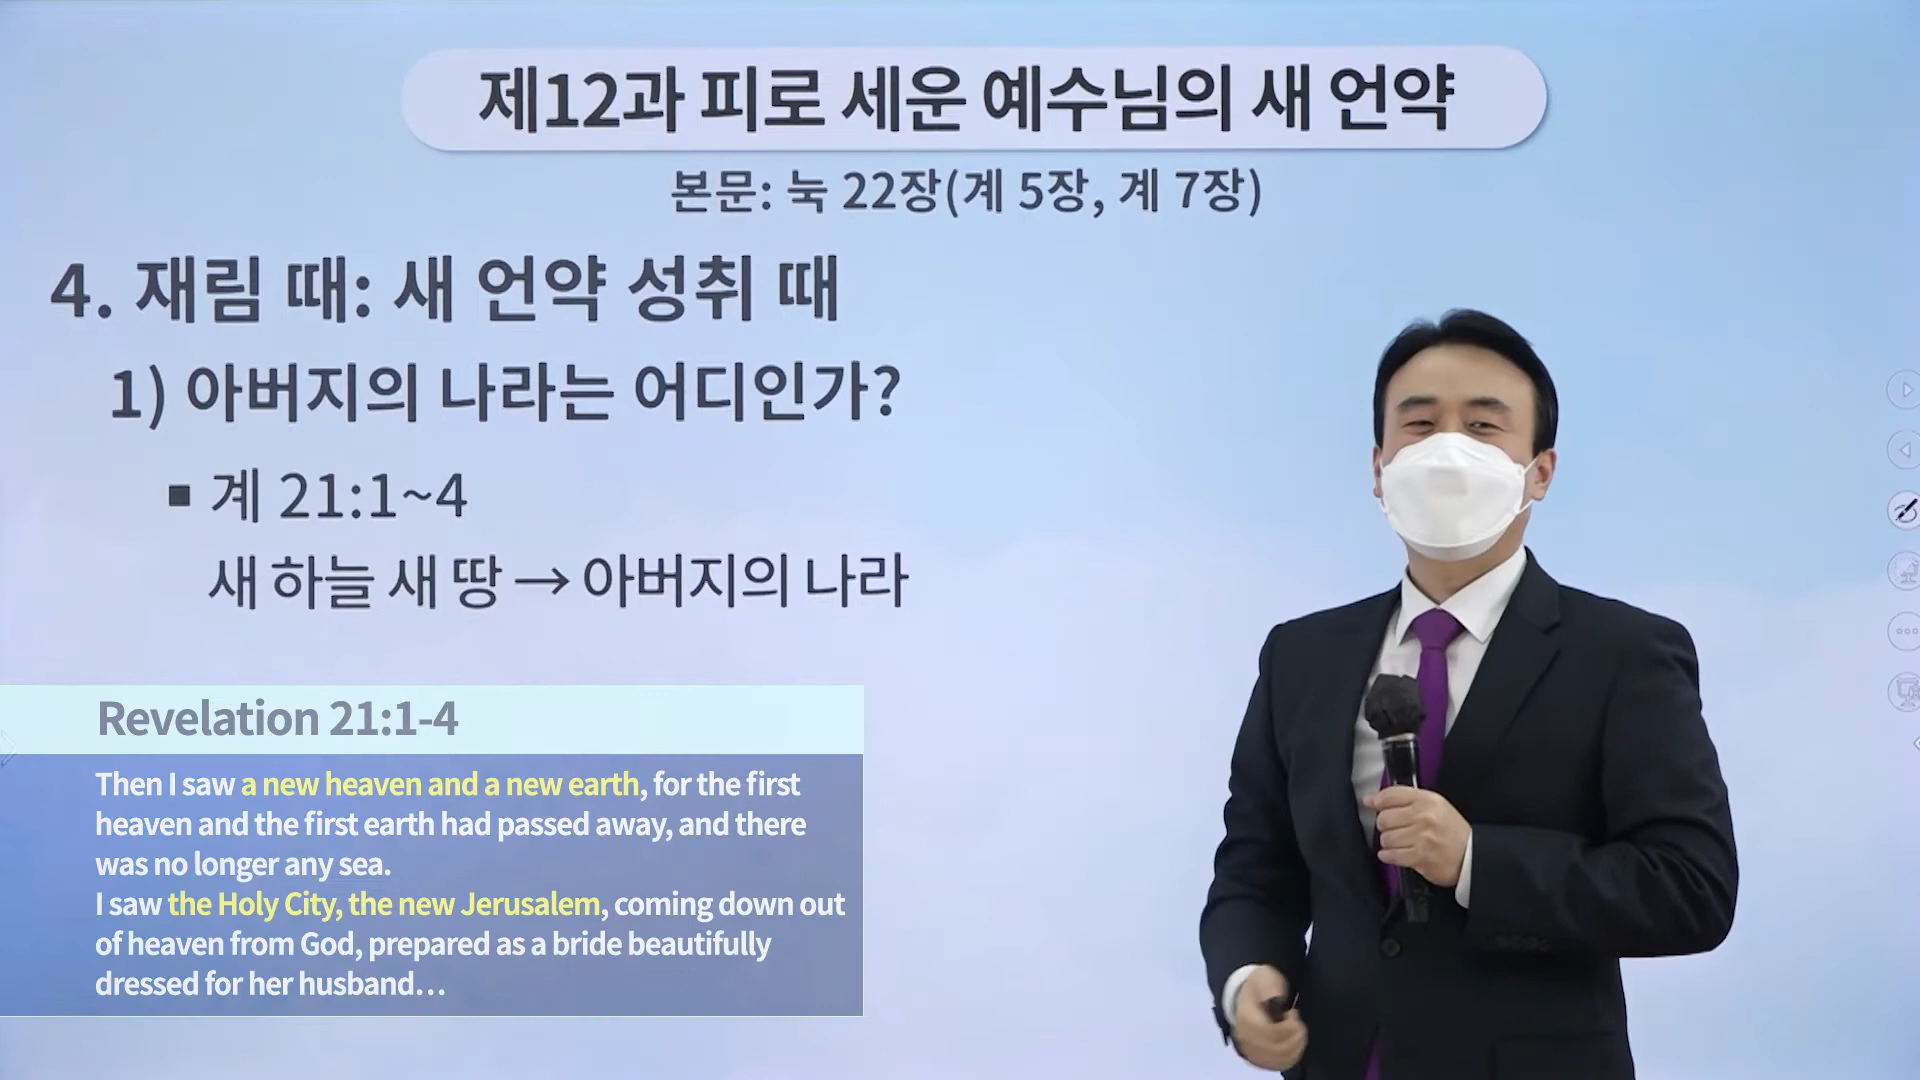 제12과 피로 세운 예수님의 새 언약
본문: 눅 22장(계 5장, 계 7장)
4. 재림 때: 새 언약 성취 때
1) 아버지의 나라는 어디인가?
▪ 계 21:1~4
새 하늘 새 땅 → 아버지의 나라
Revelation 21:1-4
Then I saw a new heaven and a new earth, for the first
heaven and the first earth had passed away, and there
was no longer any sea.
I saw the Holy City, the new Jerusalem, coming down out
of heaven from God, prepared as a bride beautifully
dressed for her husband…